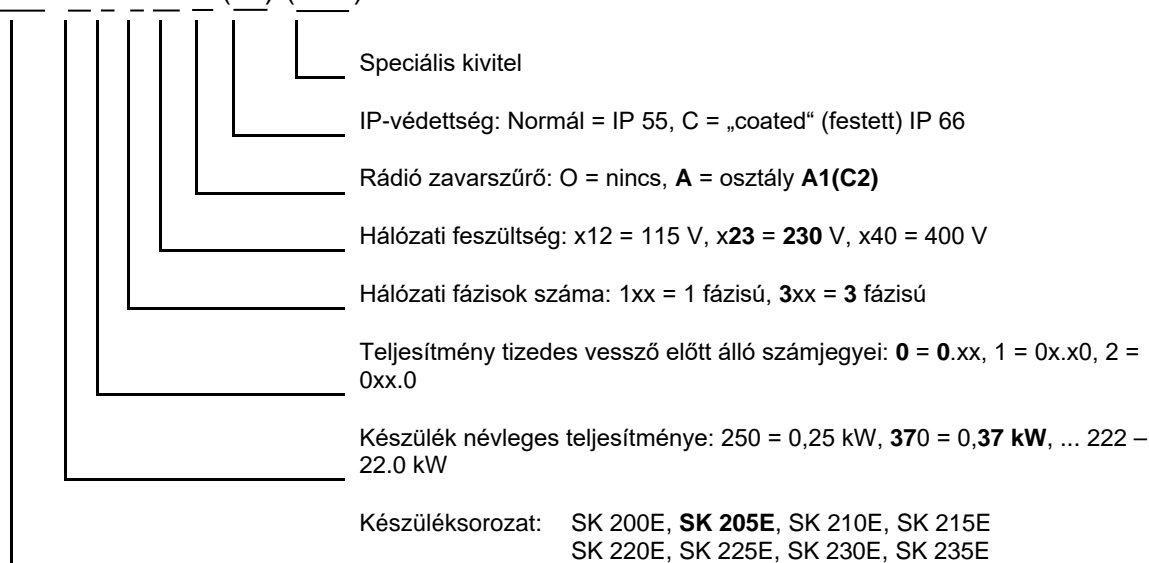 Speciális kivitel
IP-védettség: Normál = IP 55, C = „coated“ (festett) IP 66
Rádió zavarszűrő: O = nincs, A = osztály A1(C2)
Hálózati feszültség: x12 = 115 V, x23 = 230 V, x40 = 400 V
Hálózati fázisok száma: 1xx = 1 fázisú, 3xx = 3 fázisú
Teljesítmény tizedes vessző előtt álló számjegyei: 0 = 0.xx, 1 = 0x.x0, 2 =
0xx.0
Készülék névleges teljesítménye: 250 = 0,25 kW, 370 = 0,37 kW, ... 222 –
22.0 kW
Készüléksorozat: SK 200E, SK 205E, SK 210E, SK 215E
SK 220E, SK 225E, SK 230E, SK 235E